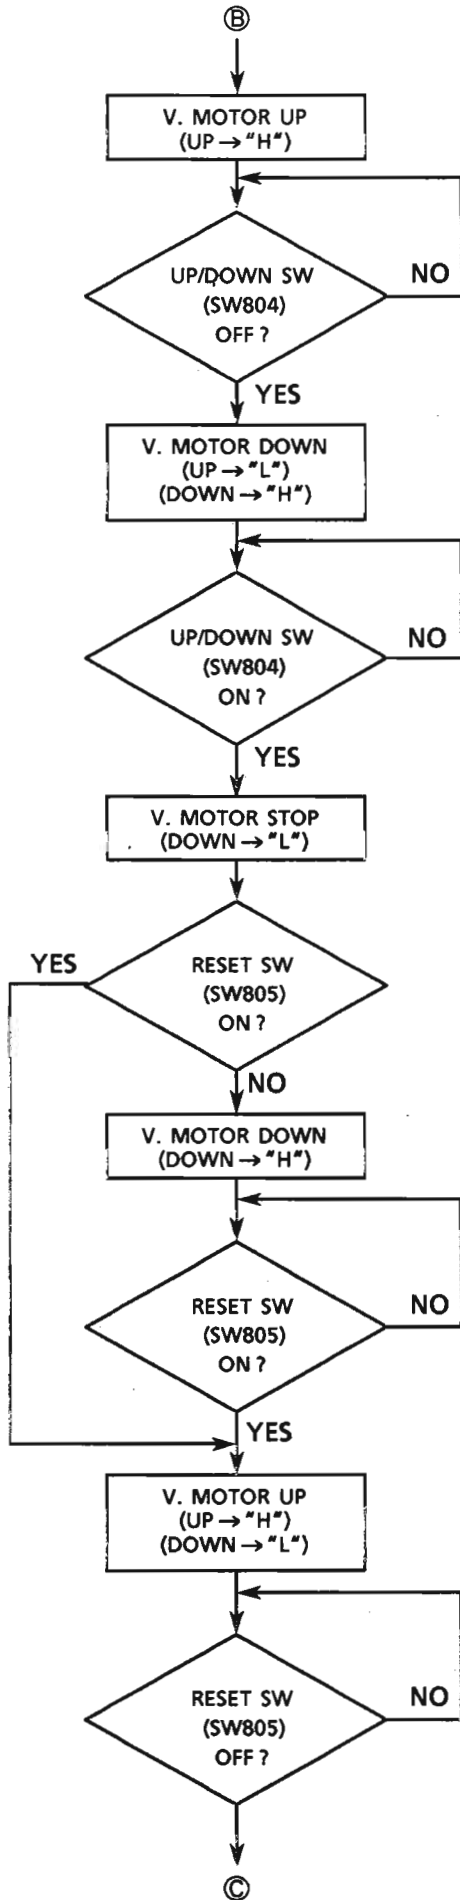 Ⓑ
V. MOTOR UP
(UP → "H")
UP/DOWN SW
(SW804)
OFF ?
NO
YES
V. MOTOR DOWN
(UP → "L")
(DOWN → "H")
UP/DOWN SW
(SW804)
ON ?
NO
YES
V. MOTOR STOP
(DOWN → "L")
RESET SW
(SW805)
ON ?
YES
NO
V. MOTOR DOWN
(DOWN → "H")
RESET SW
(SW805)
ON ?
NO
YES
V. MOTOR UP
(UP → "H")
(DOWN → "L")
RESET SW
(SW805)
OFF ?
NO
Ⓒ